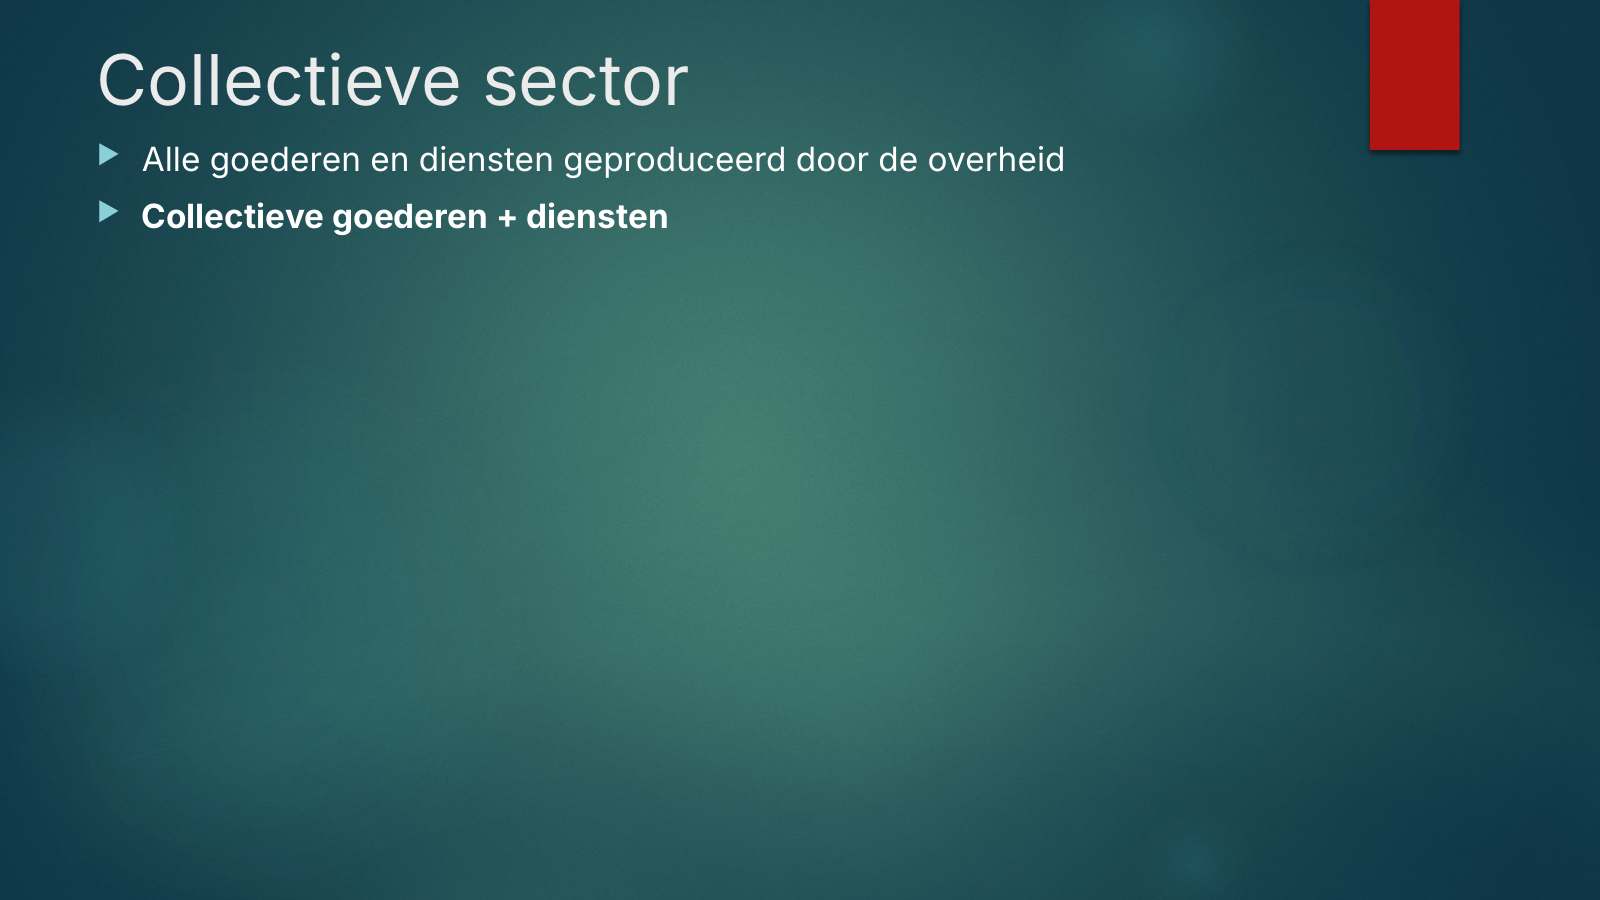 Collectieve sector
Alle goederen en diensten geproduceerd door de overheid
Collectieve goederen + diensten